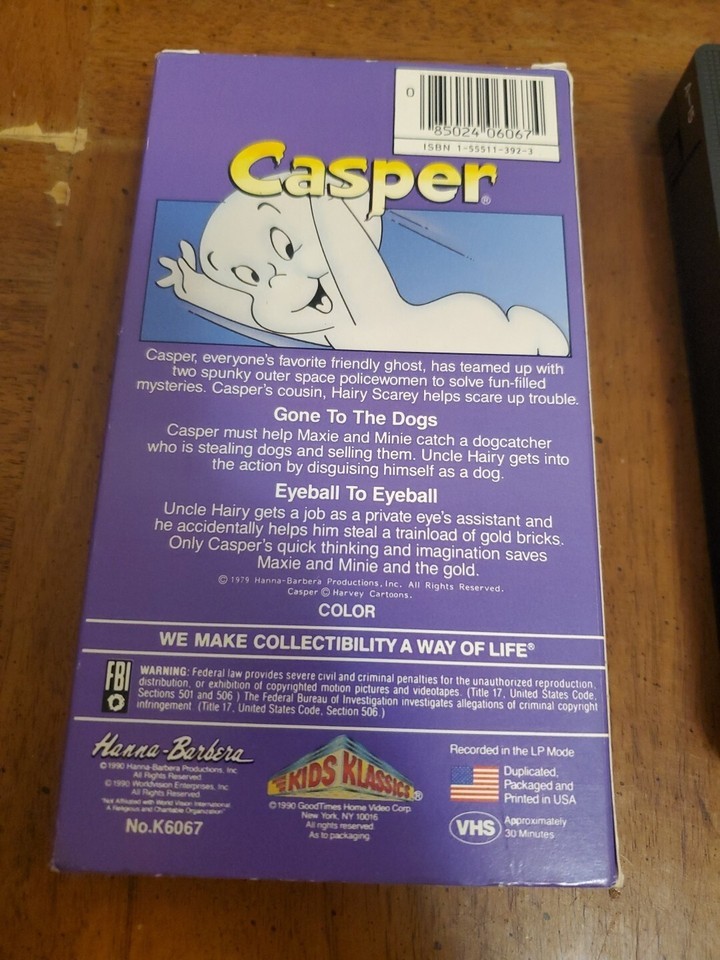 0
85024 06067
ISBN 1-55511-392-3
Casper®
Casper, everyone's favorite friendly ghost, has teamed up with
two spunky outer space policewomen to solve fun-filled
mysteries. Casper's cousin, Hairy Scarey helps scare up trouble.
Gone To The Dogs
Casper must help Maxie and Minie catch a dogcatcher
who is stealing dogs and selling them. Uncle Hairy gets into
the action by disguising himself as a dog.
Eyeball To Eyeball
Uncle Hairy gets a job as a private eye's assistant and
he accidentally helps him steal a trainload of gold bricks.
Only Casper's quick thinking and imagination saves
Maxie and Minie and the gold.
© 1979 Hanna-Barbera Productions, Inc. All Rights Reserved.
Casper © Harvey Cartoons.
COLOR
WE MAKE COLLECTIBILITY A WAY OF LIFE®
FBI
WARNING: Federal law provides severe civil and criminal penalties for the unauthorized reproduction,
distribution, or exhibition of copyrighted motion pictures and videotapes. (Title 17, United States Code,
Sections 501 and 506.) The Federal Bureau of Investigation investigates allegations of criminal copyright
infringement. (Title 17, United States Code, Section 506.)
Hanna-Barbera
© 1990 Hanna-Barbera Productions, Inc.
All Rights Reserved
© 1990 Worldvision Enterprises, Inc.
All Rights Reserved.
"Not Affiliated with World Vision International,
A Religious and Charitable Organization"
No.K6067
KIDS KLASSICS®
© 1990 GoodTimes Home Video Corp.
New York, NY 10016
All rights reserved.
As to packaging.
Recorded in the LP Mode
Duplicated,
Packaged and
Printed in USA
VHS
Approximately
30 Minutes